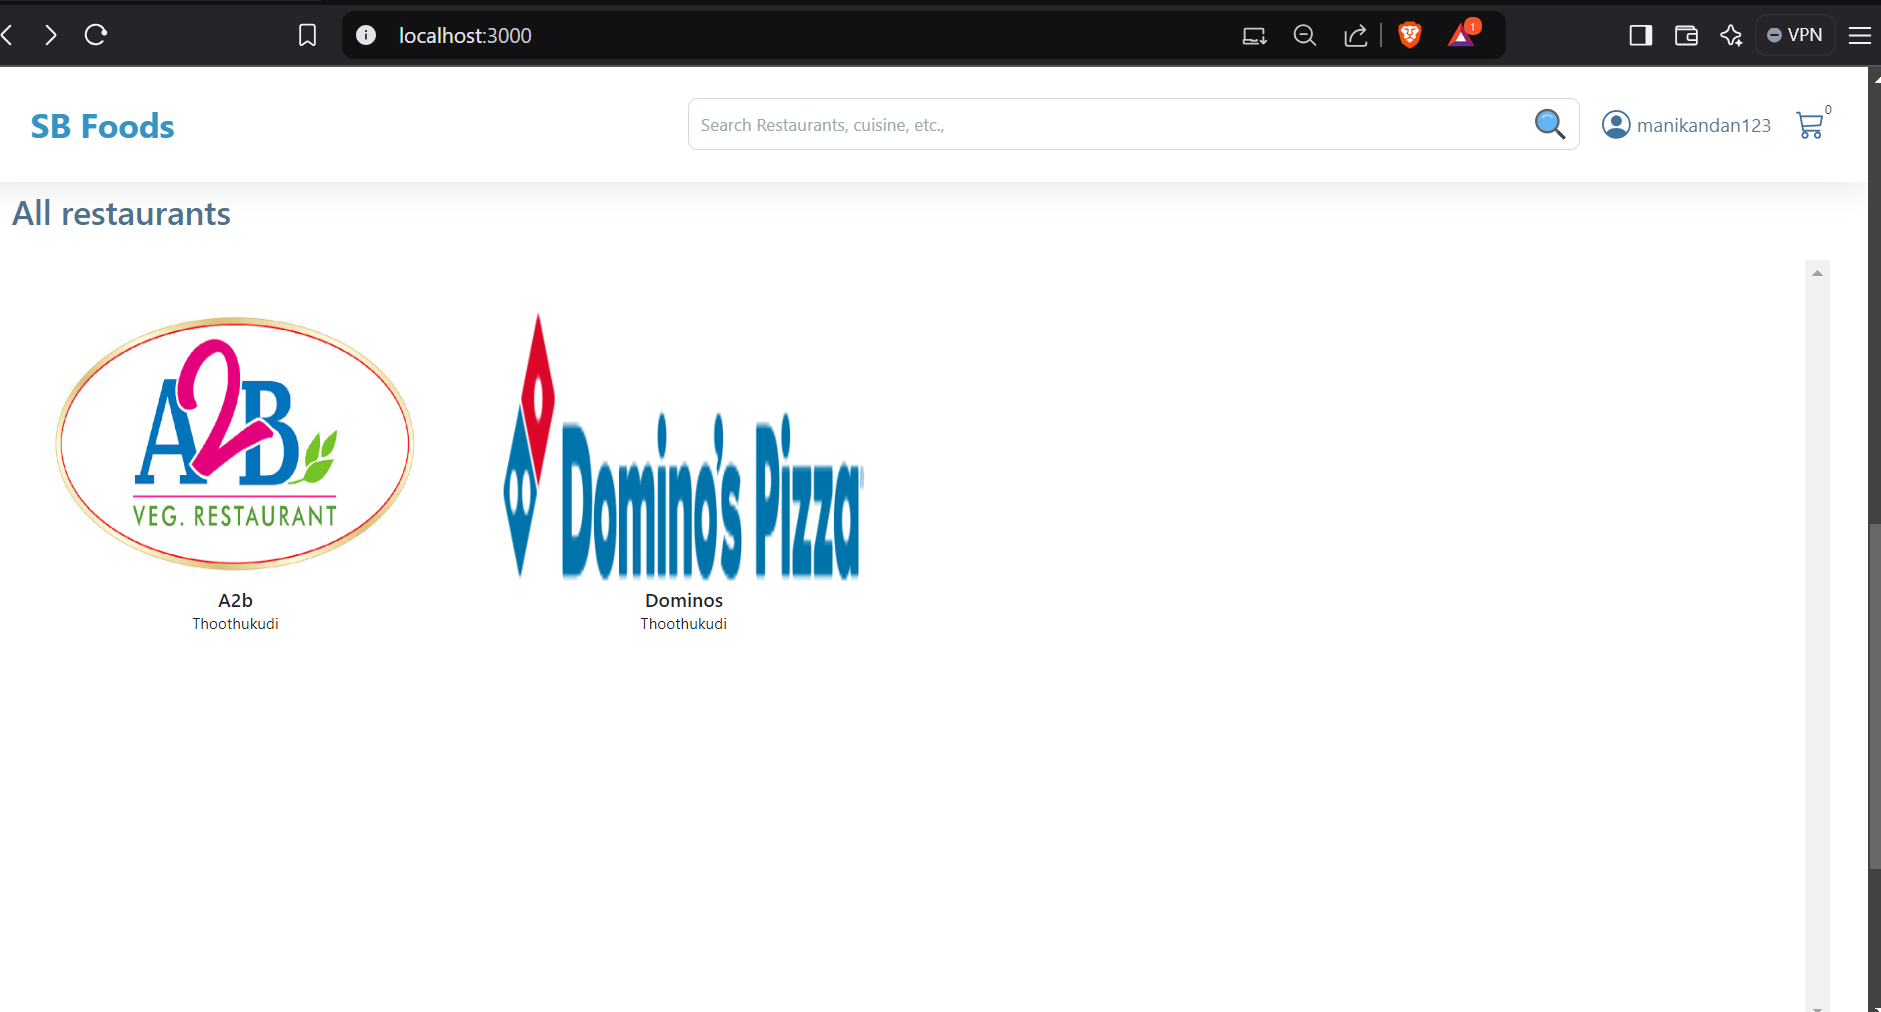 localhost:3000
1
VPN
SB Foods
Search Restaurants, cuisine, etc.,
manikandan123
0
All restaurants
A2B
VEG. RESTAURANT
Domino's Pizza
A2b
Dominos
Thoothukudi
Thoothukudi